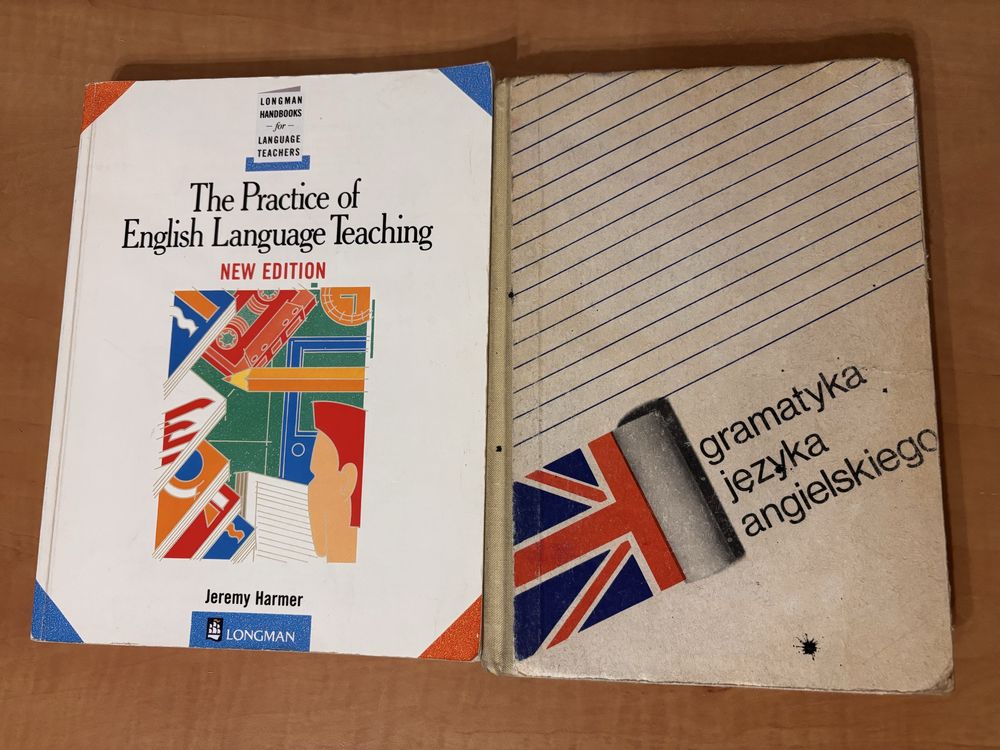 LONGMAN
HANDBOOKS
– for –
LANGUAGE
TEACHERS
The Practice of
English Language Teaching
NEW EDITION
Jeremy Harmer
LONGMAN
gramatyka
języka
angielskiego